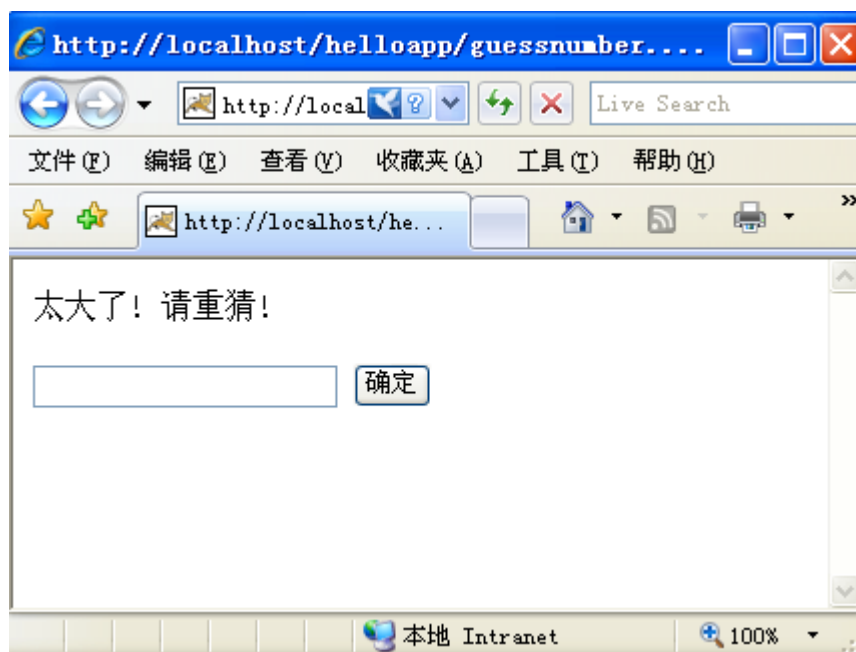 http://localhost/helloapp/guessnumber....
http://local
Live Search
文件(F) 编辑(E) 查看(V) 收藏夹(A) 工具(T) 帮助(H)
http://localhost/he...
太大了! 请重猜!
确定
本地 Intranet 100%